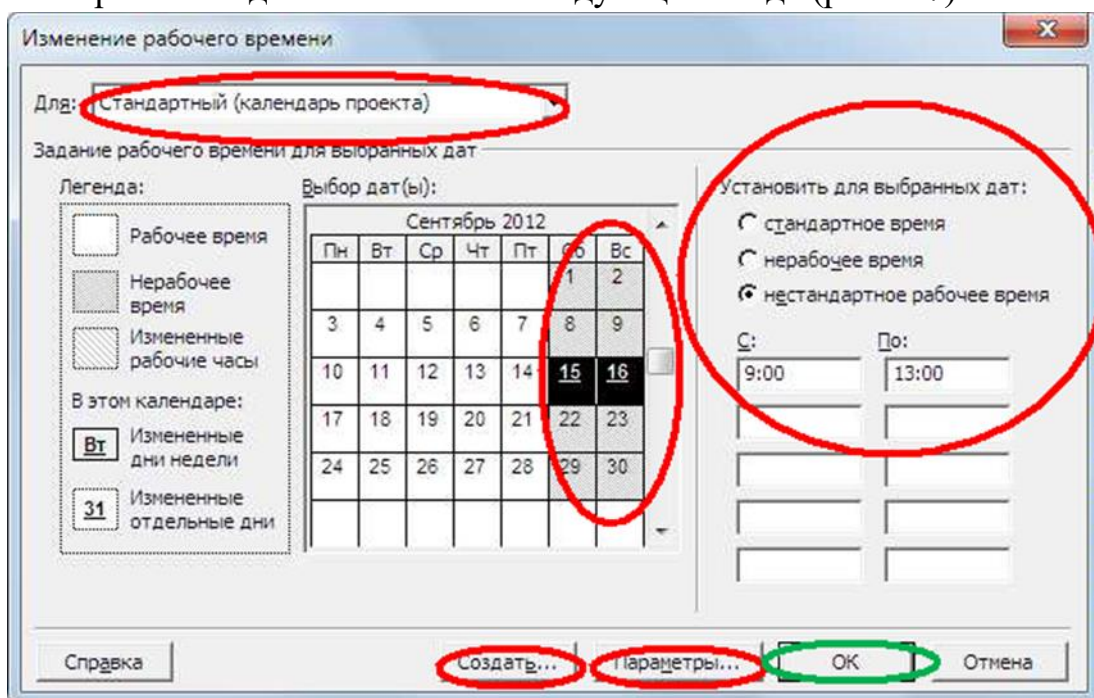 Изменение рабочего времени
Для: Стандартный (календарь проекта)
Задание рабочего времени для выбранных дат
Легенда:
Рабочее время
Нерабочее
время
Измененные
рабочие часы
В этом календаре:
Вт Измененные
дни недели
31 Измененные
отдельные дни
Выбор дат(ы):
Сентябрь 2012
Пн Вт Ср Чт Пт Сб Вс
1 2
3 4 5 6 7 8 9
10 11 12 13 14 15 16
17 18 19 20 21 22 23
24 25 26 27 28 29 30
Установить для выбранных дат:
стандартное время
нерабочее время
нестандартное рабочее время
С: По:
9:00 13:00
Справка Создать... Параметры... ОК Отмена